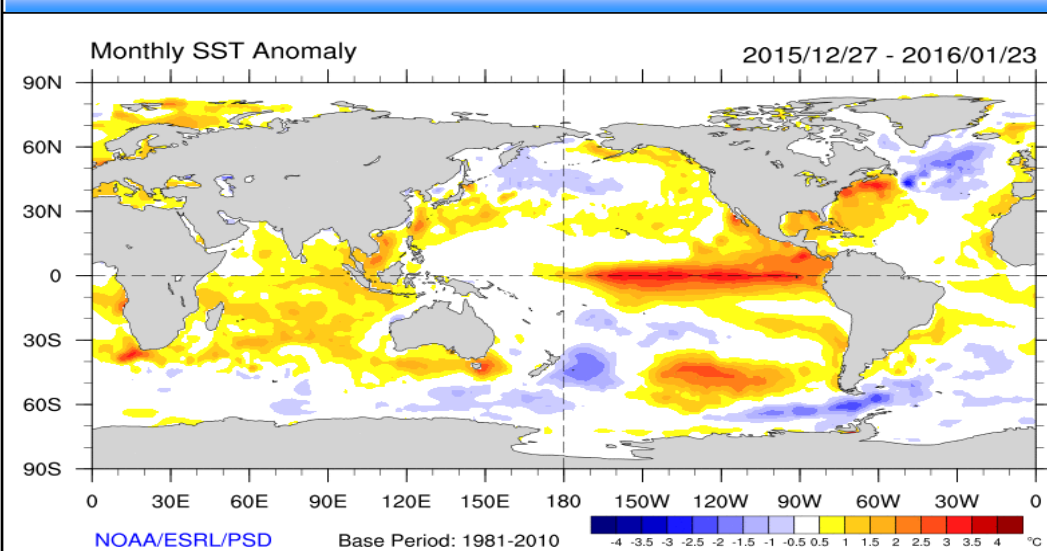 Monthly SST Anomaly 2015/12/27 - 2016/01/23
90N
60N
30N
0
30S
60S
90S
0 30E 60E 90E 120E 150E 180 150W 120W 90W 60W 30W 0
NOAA/ESRL/PSD Base Period: 1981-2010 -4 -3.5 -3 -2.5 -2 -1.5 -1 -0.5 0.5 1 1.5 2 2.5 3 3.5 4 °C